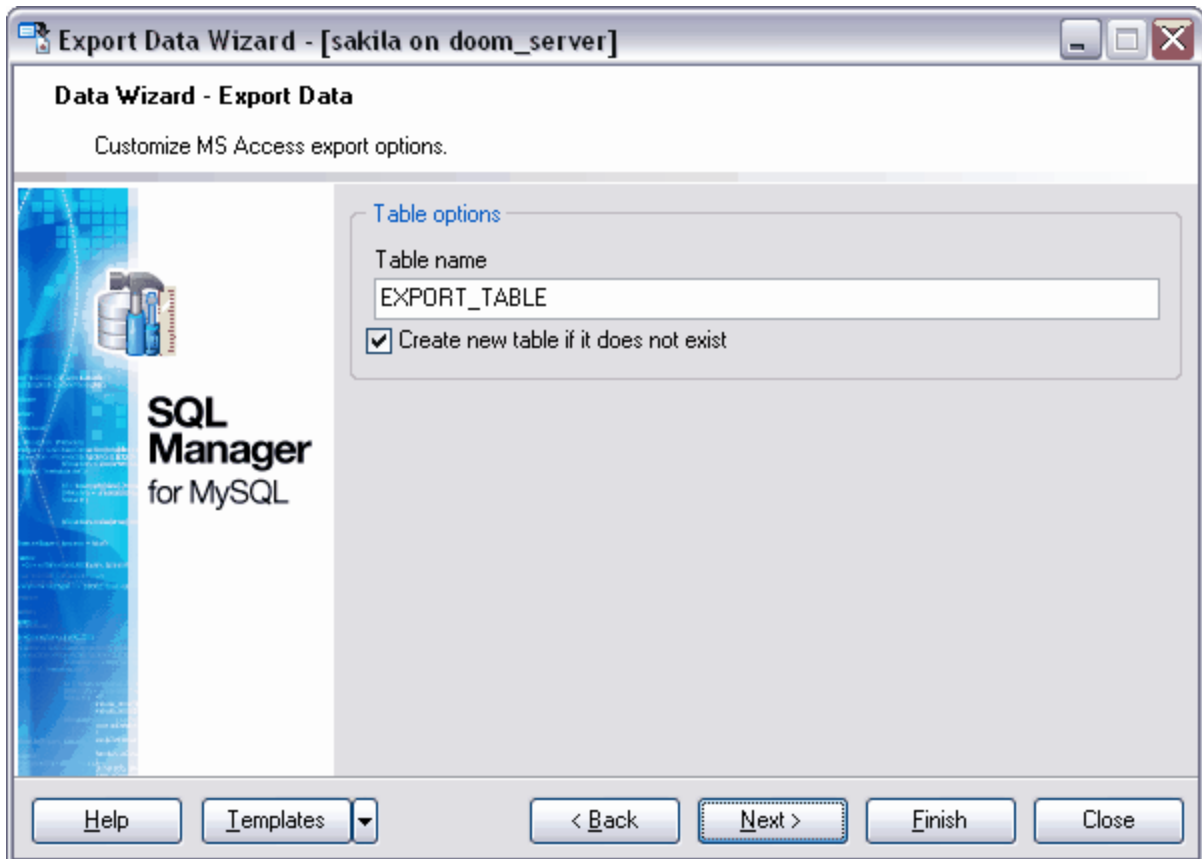 Export Data Wizard - [sakila on doom_server]
Data Wizard - Export Data
Customize MS Access export options.
Table options
Table name
EXPORT_TABLE
Create new table if it does not exist
SQL
Manager
for MySQL
Help
Templates
< Back
Next >
Finish
Close